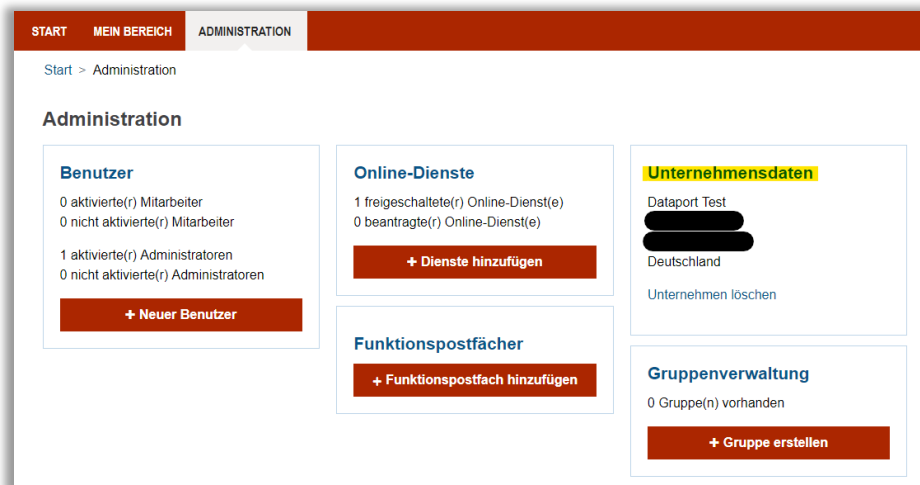 START MEIN BEREICH ADMINISTRATION
Start > Administration
Administration
Benutzer
0 aktivierte(r) Mitarbeiter
0 nicht aktivierte(r) Mitarbeiter
1 aktivierte(r) Administratoren
0 nicht aktivierte(r) Administratoren
+ Neuer Benutzer
Online-Dienste
1 freigeschaltete(r) Online-Dienst(e)
0 beantragte(r) Online-Dienst(e)
+ Dienste hinzufügen
Funktionspostfächer
+ Funktionspostfach hinzufügen
Unternehmensdaten
Dataport Test
Deutschland
Unternehmen löschen
Gruppenverwaltung
0 Gruppe(n) vorhanden
+ Gruppe erstellen